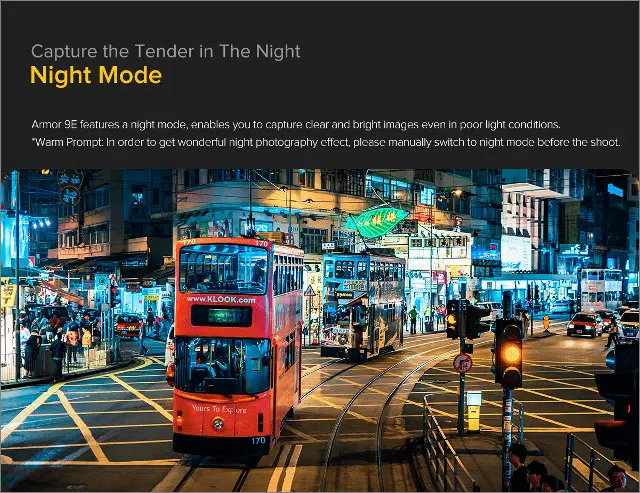 Capture the Tender in The Night
Night Mode
Armor 9E features a night mode, enables you to capture clear and bright images even in poor light conditions.
"Warm Prompt: In order to get wonderful night photography effect, please manually switch to night mode before the shoot.
170
170
www.KLOOK.com
Yours To Explore
170